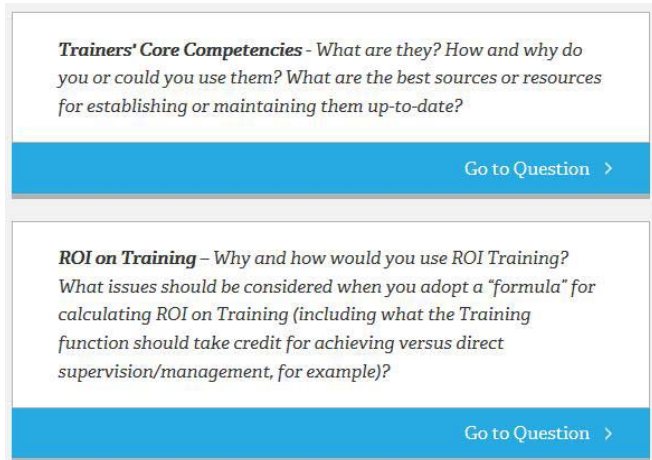 Trainers' Core Competencies - What are they? How and why do
you or could you use them? What are the best sources or resources
for establishing or maintaining them up-to-date?
Go to Question >
ROI on Training – Why and how would you use ROI Training?
What issues should be considered when you adopt a “formula” for
calculating ROI on Training (including what the Training
function should take credit for achieving versus direct
supervision/management, for example)?
Go to Question >